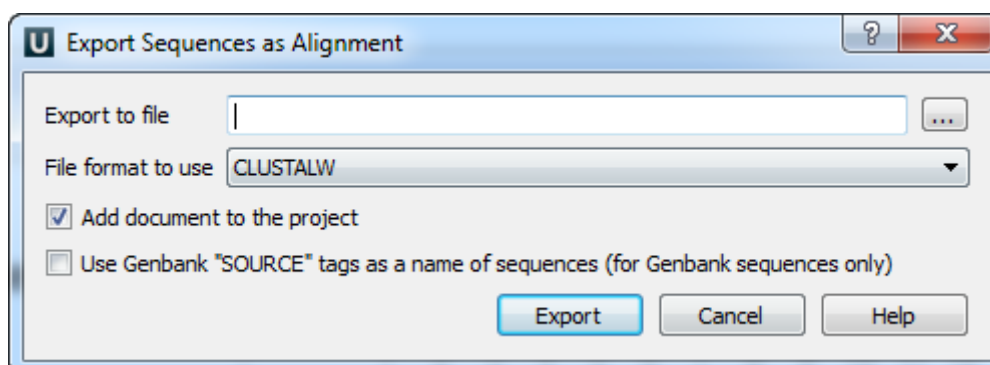 U Export Sequences as Alignment ?
Export to file ...
File format to use CLUSTALW
Add document to the project
Use Genbank "SOURCE" tags as a name of sequences (for Genbank sequences only)
Export Cancel Help